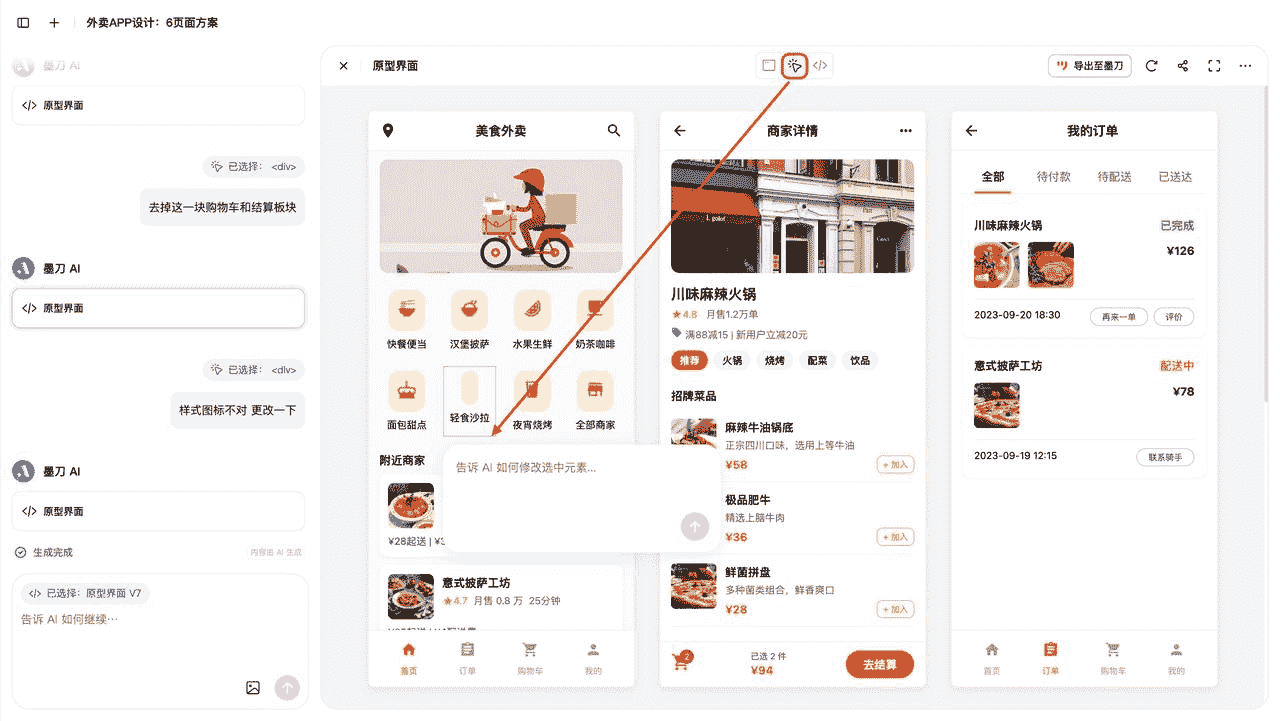 外卖APP设计：6页面方案
墨刀 AI
</> 原型界面
已选择： <div>
去掉这一块购物车和结算板块
墨刀 AI
</> 原型界面
已选择： <div>
样式图标不对 更改一下
墨刀 AI
</> 原型界面
生成完成
内容由 AI 生成
</> 已选择：原型界面 V7
告诉 AI 如何继续…
原型界面
</>
导出至墨刀
美食外卖
快餐便当 汉堡披萨 水果生鲜 奶茶咖啡
面包甜点 轻食沙拉 夜宵烧烤 全部商家
附近商家
¥28起送 | ¥3
告诉 AI 如何修改选中元素...
意式披萨工坊
4.7 月售 0.8 万 25分钟
首页 订单 购物车 我的
商家详情
川味麻辣火锅
4.8 月售1.2万单
满88减15 | 新用户立减20元
推荐 火锅 烧烤 配菜 饮品
招牌菜品
麻辣牛油锅底
正宗四川口味，选用上等牛油
¥58
+ 加入
极品肥牛
精选上脑牛肉
¥36
+ 加入
鲜菌拼盘
多种菌类组合，鲜香爽口
¥28
+ 加入
2
已选 2 件
¥94
去结算
我的订单
全部 待付款 待配送 已送达
川味麻辣火锅 已完成
¥126
2023-09-20 18:30 再来一单 评价
意式披萨工坊 配送中
¥78
2023-09-19 12:15 联系骑手
首页 订单 购物车 我的